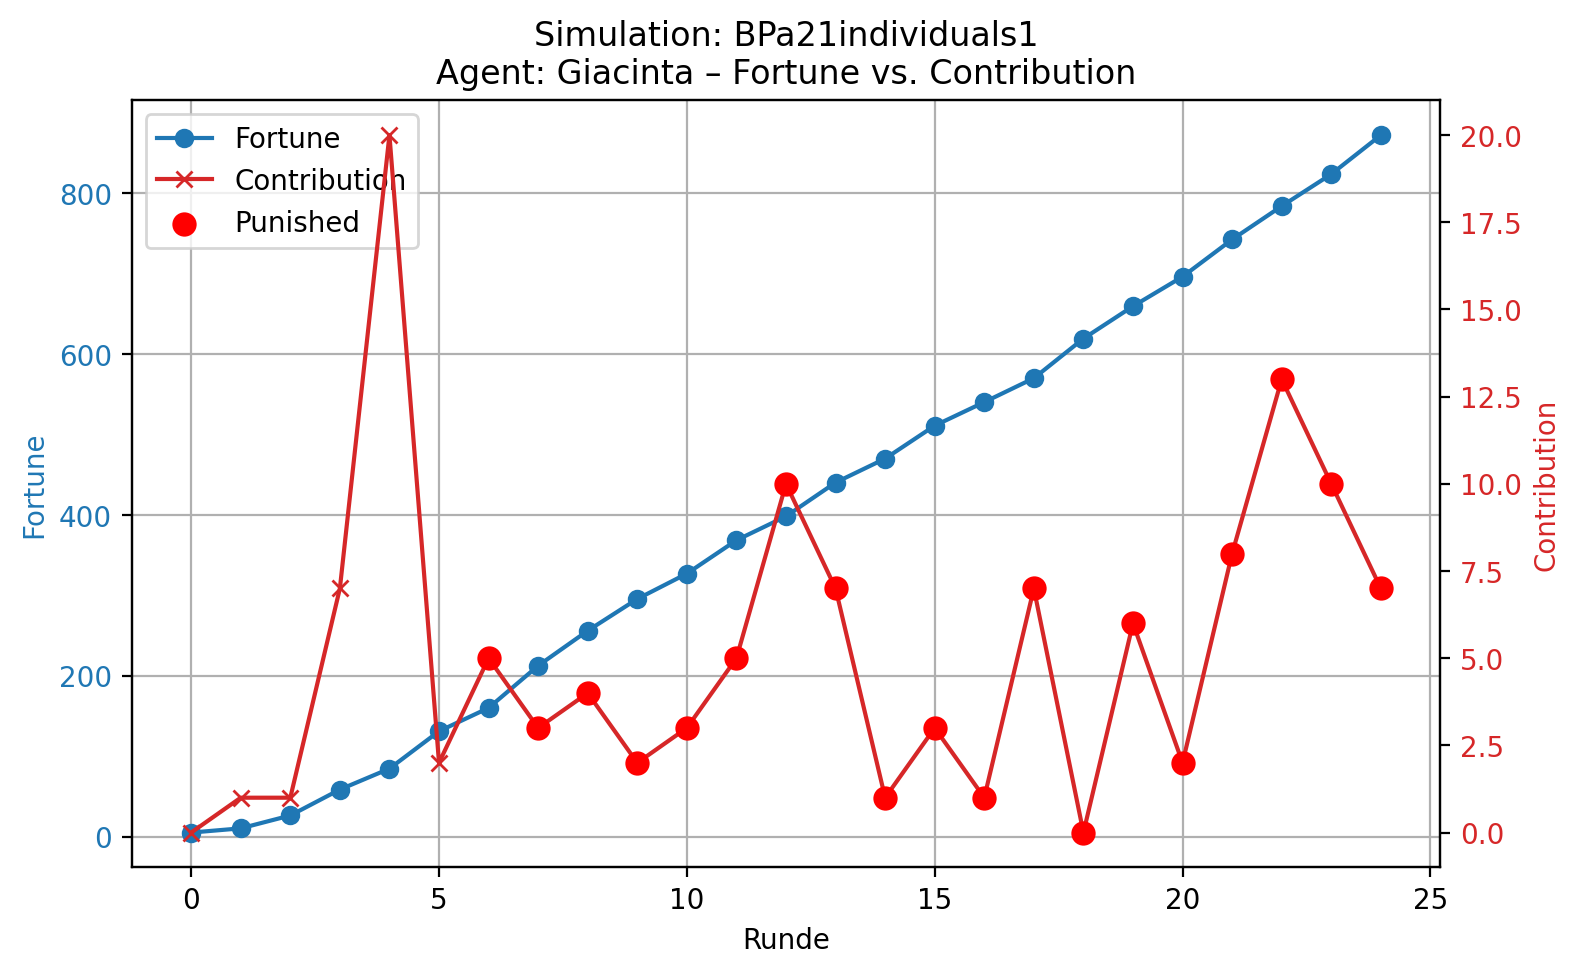 Simulation: BPa21individuals1
Agent: Giacinta – Fortune vs. Contribution
Fortune
Contribution
Punished
800
600
400
200
0
Fortune
20.0
17.5
15.0
12.5
10.0
7.5
5.0
2.5
0.0
Contribution
0 5 10 15 20 25
Runde